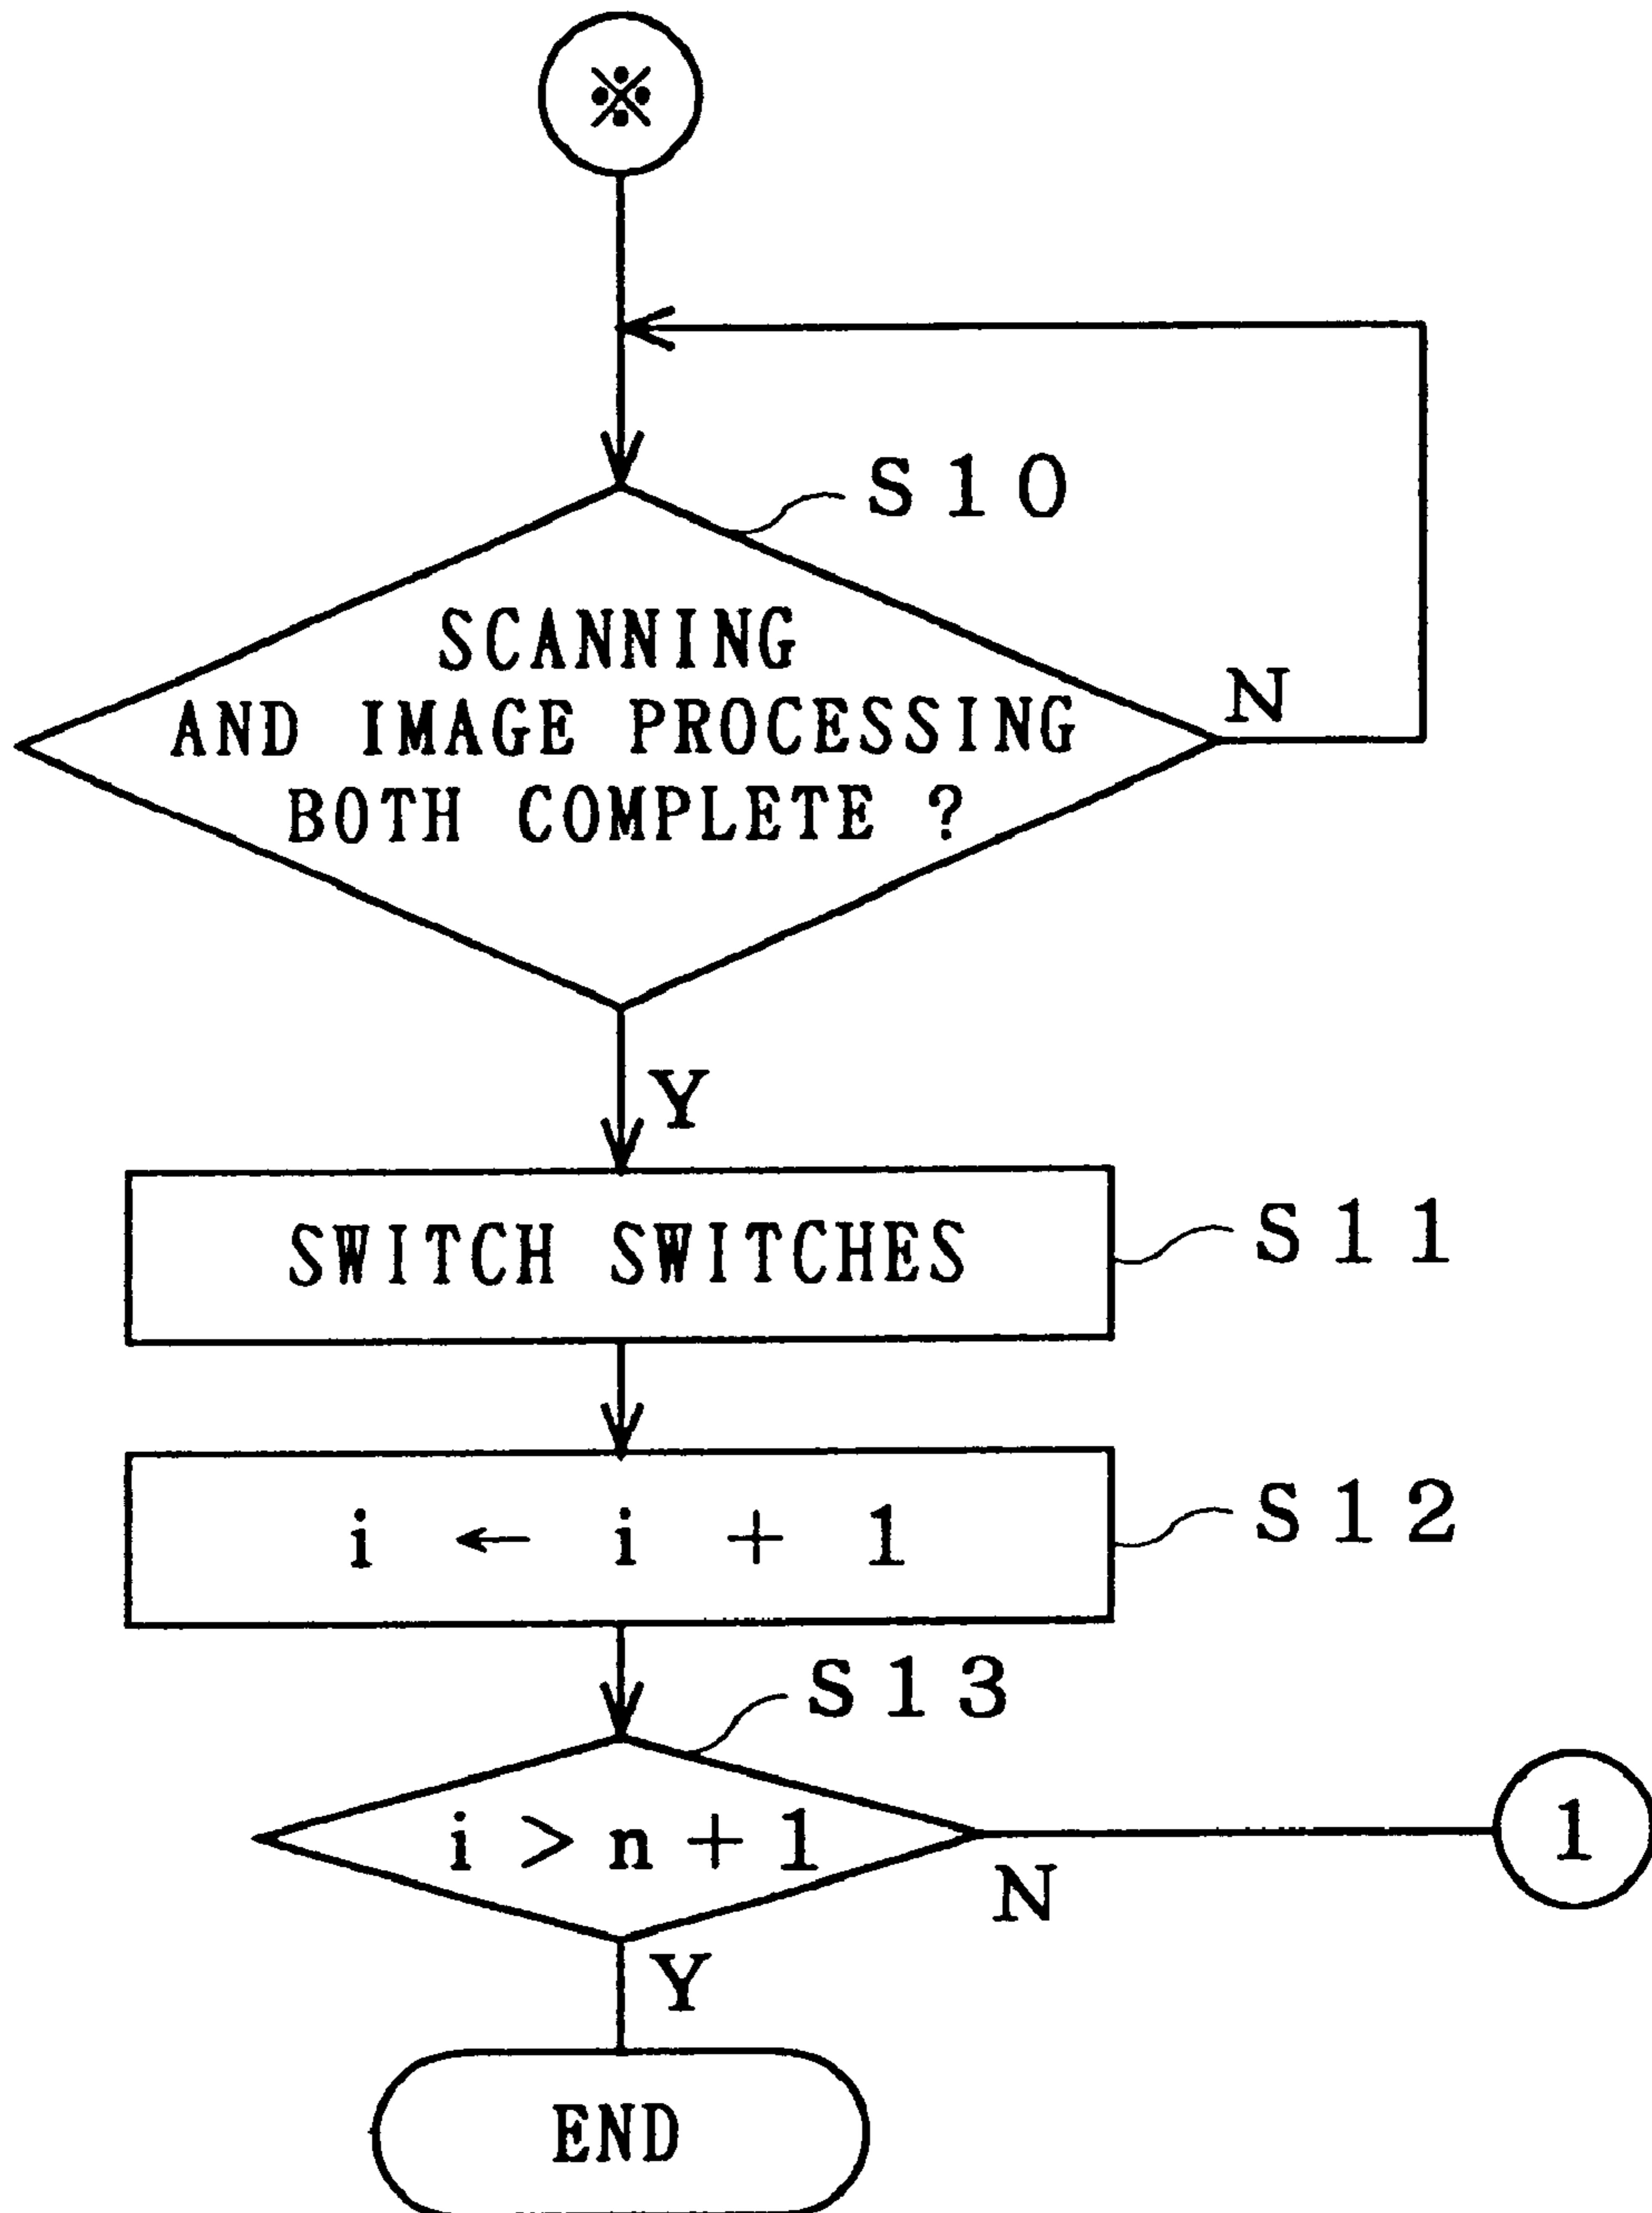 ※
S10
SCANNING
AND IMAGE PROCESSING
BOTH COMPLETE ?
N
Y
SWITCH SWITCHES
S11
i ← i + 1
S12
S13
i > n + 1
1
N
Y
END